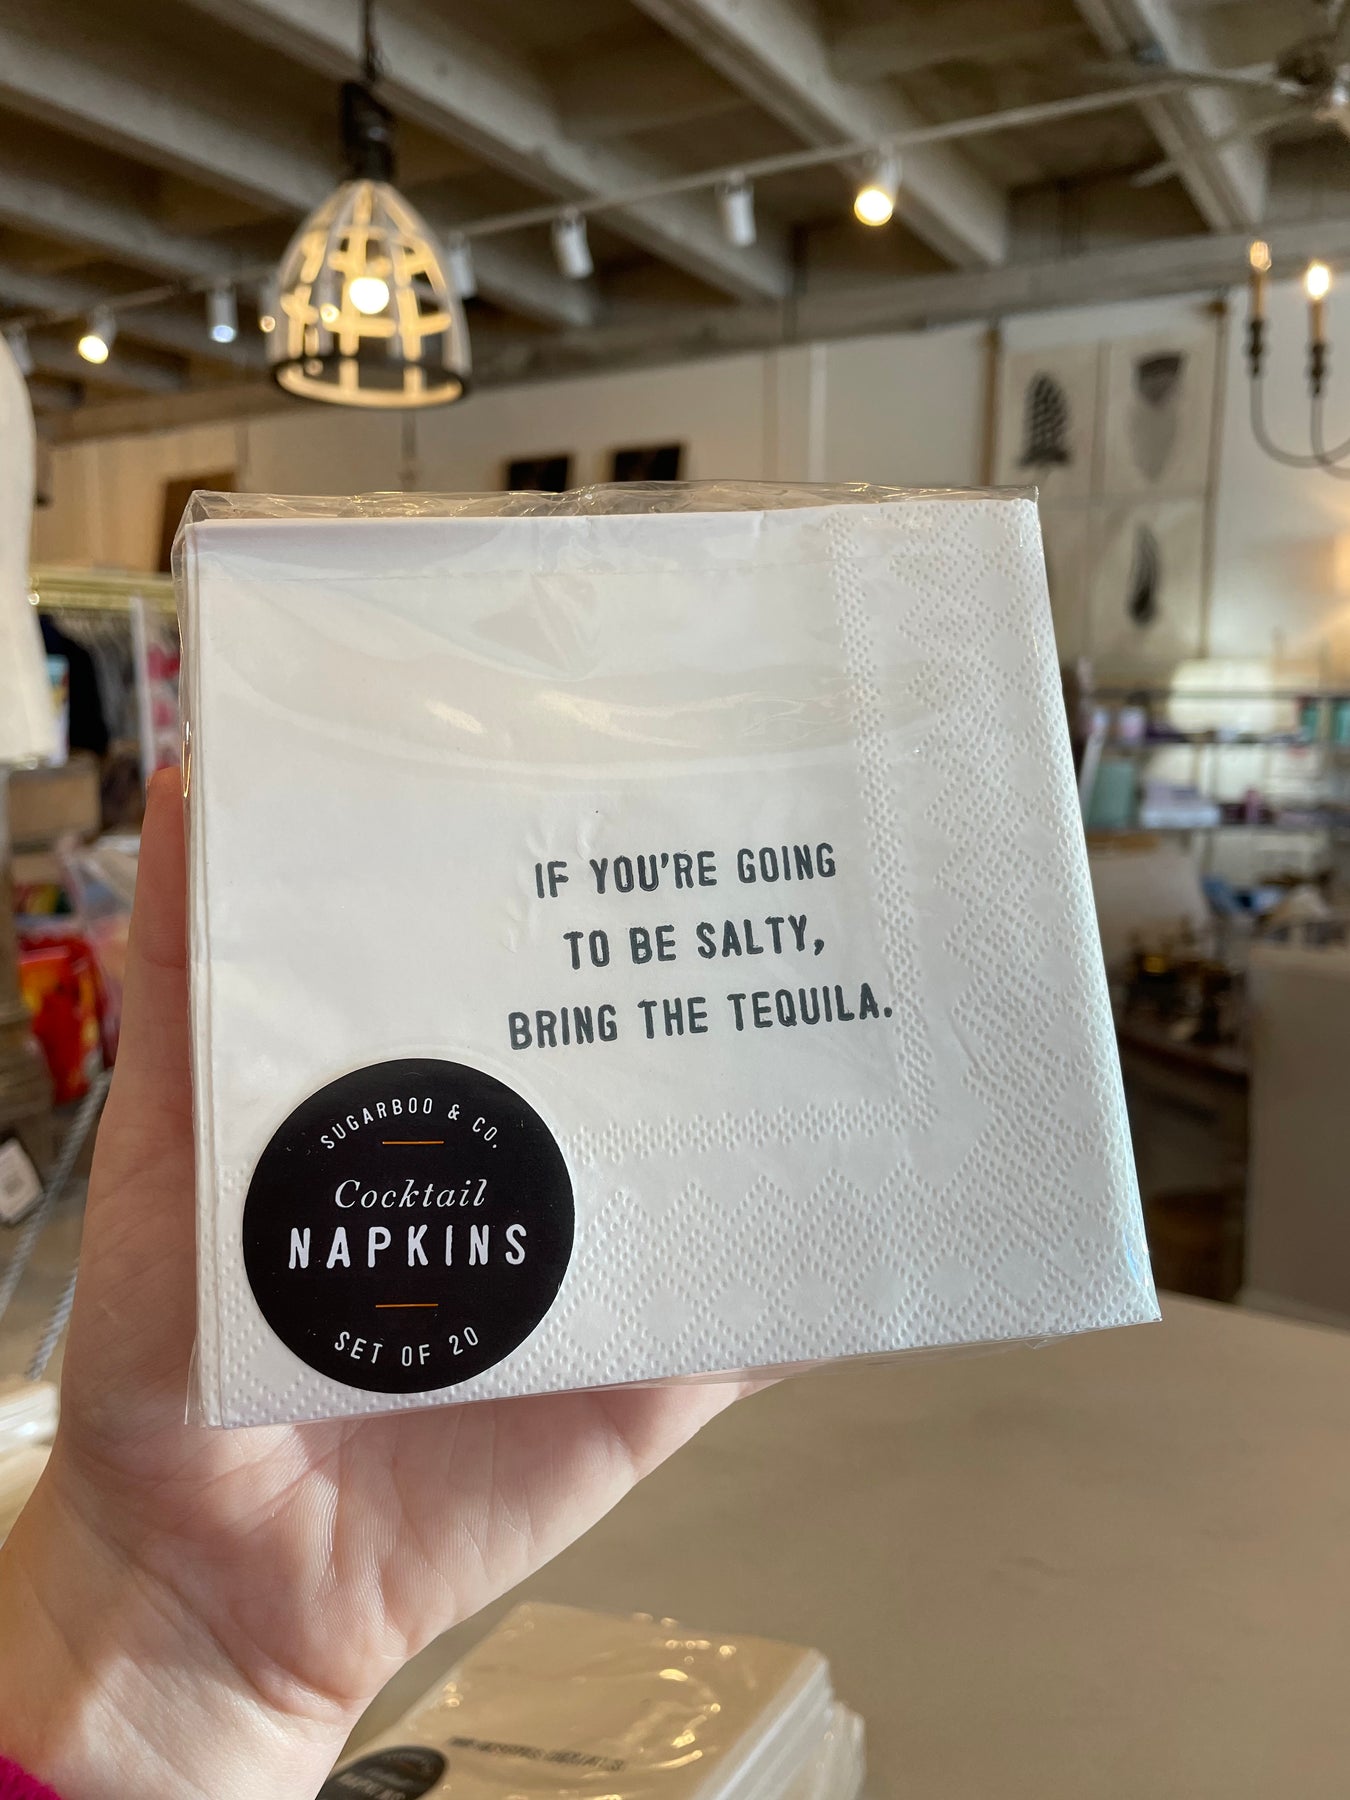 IF YOU'RE GOING
TO BE SALTY,
BRING THE TEQUILA.
SUGARBOO & CO.
Cocktail
NAPKINS
SET OF 20